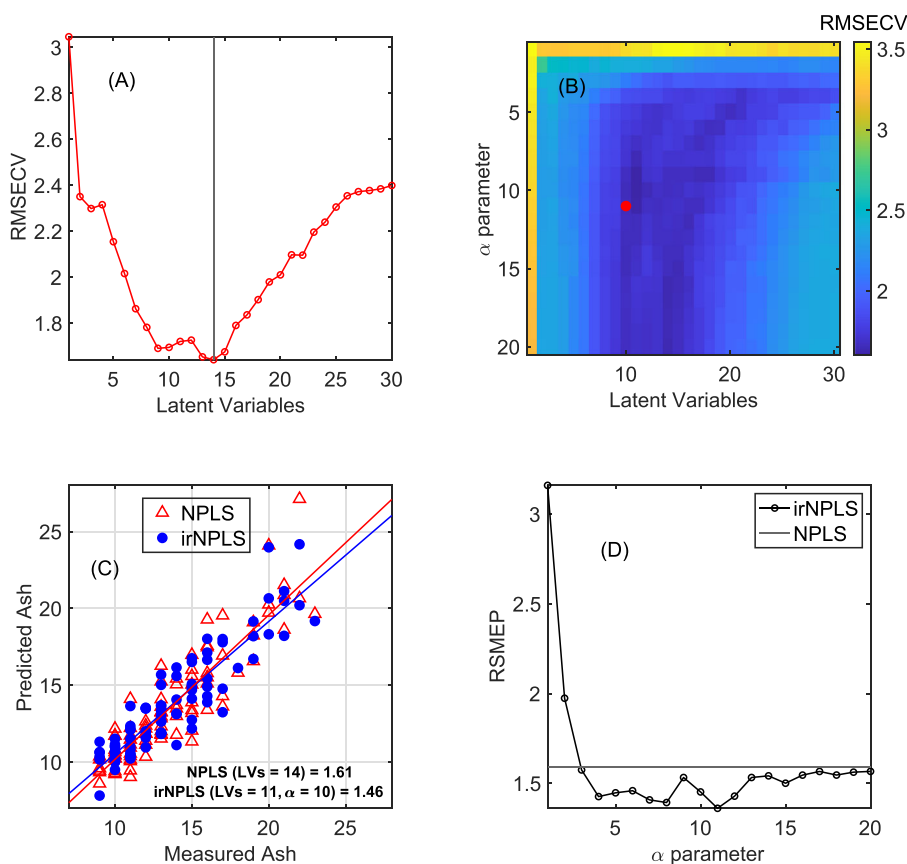 (A)
3
2.8
2.6
2.4
2.2
2
1.8
RMSECV
5
10
15
20
25
30
Latent Variables
(B)
RMSECV
5
10
15
20
α parameter
10
20
30
Latent Variables
3.5
3
2.5
2
(C)
NPLS
irNPLS
25
20
15
10
Predicted Ash
NPLS (LVs = 14) = 1.61
irNPLS (LVs = 11, α = 10) = 1.46
10
15
20
25
Measured Ash
(D)
irNPLS
NPLS
3
2.5
2
1.5
RSMEP
5
10
15
20
α parameter